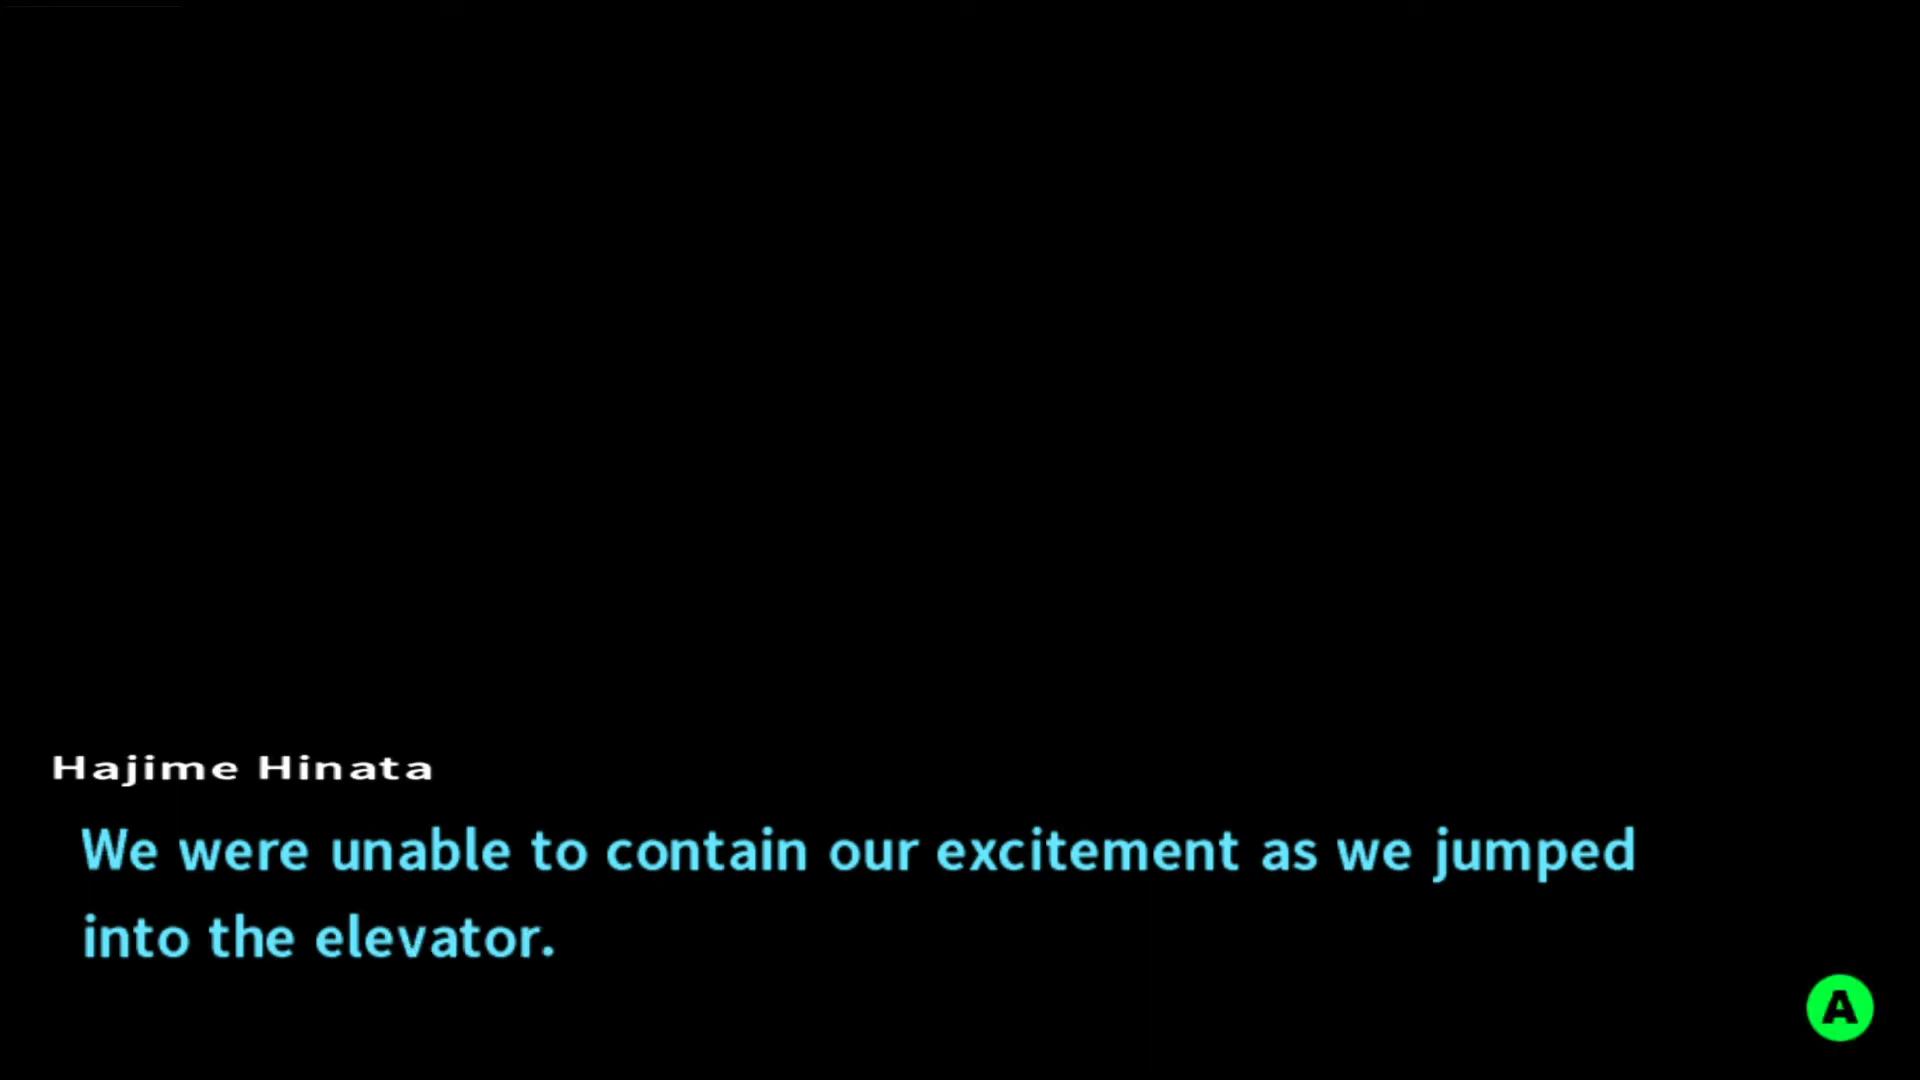 Hajime Hinata
We were unable to contain our excitement as we jumped
into the elevator.
A